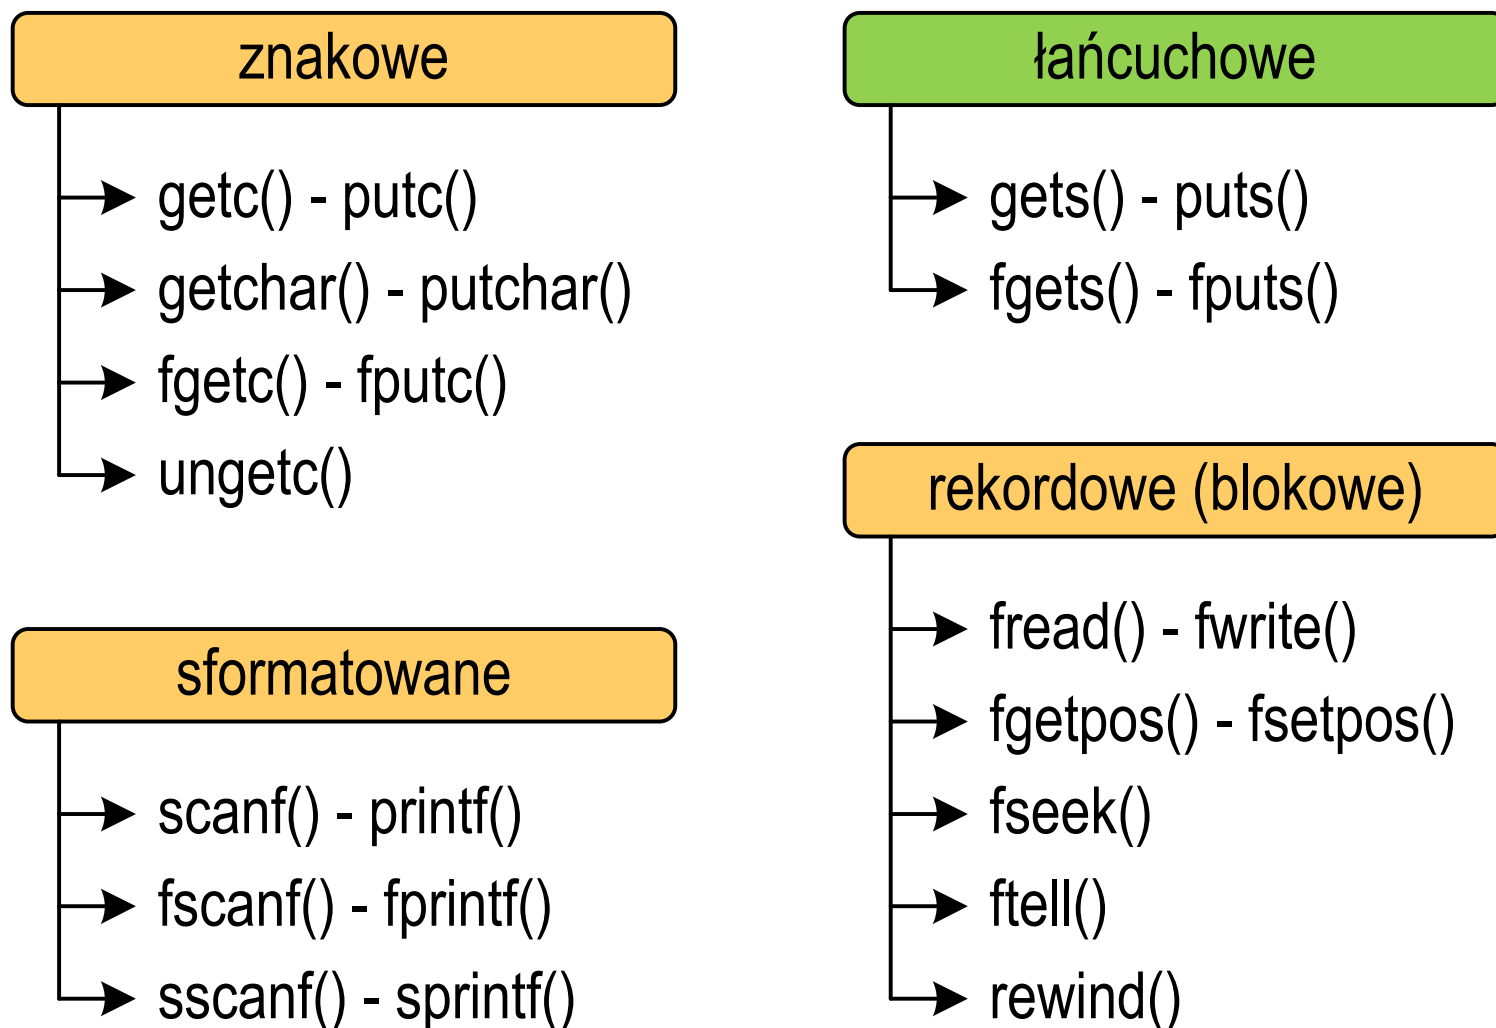 znakowe
getc() - putc()
getchar() - putchar()
fgetc() - fputc()
ungetc()
sformatowane
scanf() - printf()
fscanf() - fprintf()
sscanf() - sprintf()
łańcuchowe
gets() - puts()
fgets() - fputs()
rekordowe (blokowe)
fread() - fwrite()
fgetpos() - fsetpos()
fseek()
ftell()
rewind()